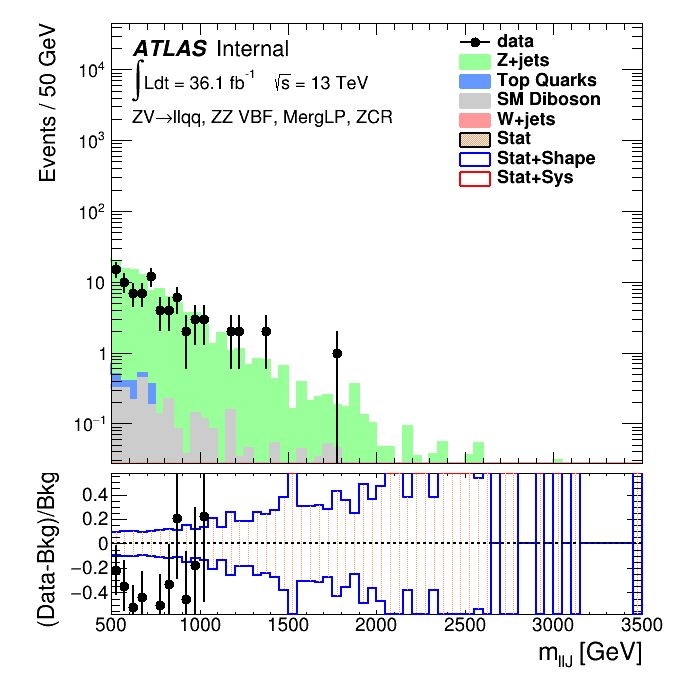 ATLAS Internal
∫Ldt = 36.1 fb⁻¹ √s = 13 TeV
ZV→llqq, ZZ VBF, MergLP, ZCR
data
Z+jets
Top Quarks
SM Diboson
W+jets
Stat
Stat+Shape
Stat+Sys
Events / 50 GeV
10⁴
10³
10²
10
1
10⁻¹
(Data-Bkg)/Bkg
0.4
0.2
0
−0.2
−0.4
500 1000 1500 2000 2500 3000 3500
m_llJ [GeV]